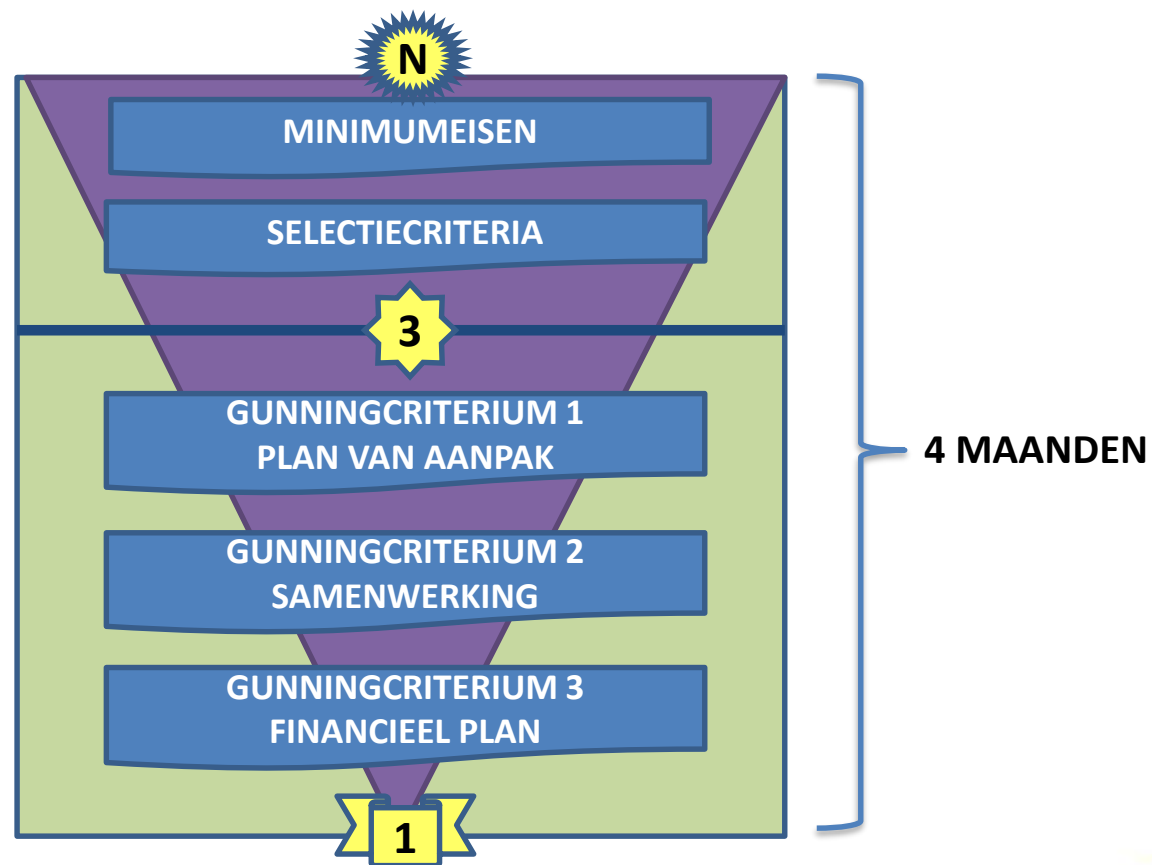 N
MINIMUMEISEN
SELECTIECRITERIA
3
GUNNINGCRITERIUM 1
PLAN VAN AANPAK
4 MAANDEN
GUNNINGCRITERIUM 2
SAMENWERKING
GUNNINGCRITERIUM 3
FINANCIEEL PLAN
1